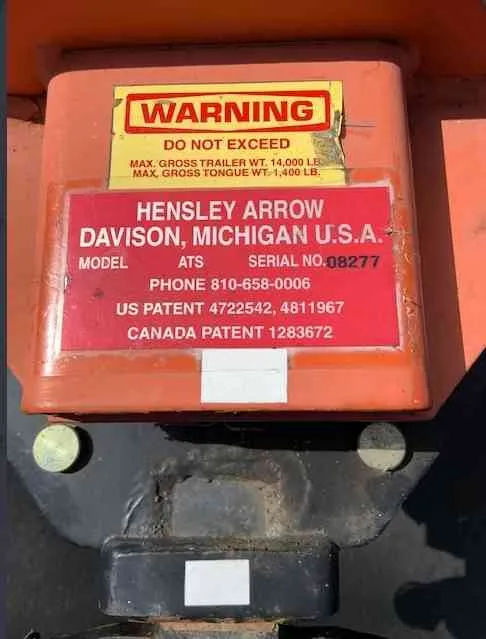 WARNING
DO NOT EXCEED
MAX. GROSS TRAILER WT. 14,000 LB.
MAX. GROSS TONGUE WT. 1,400 LB.
HENSLEY ARROW
DAVISON, MICHIGAN U.S.A.
MODEL ATS SERIAL NO. 08277
PHONE 810-658-0006
US PATENT 4722542, 4811967
CANADA PATENT 1283672